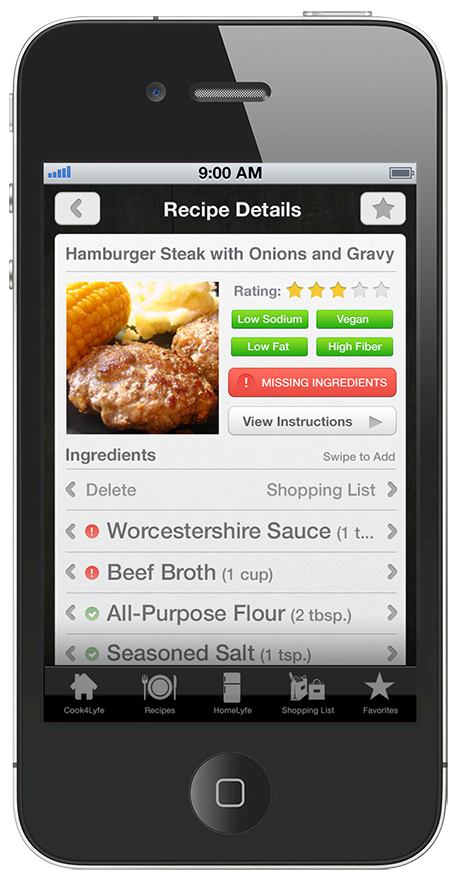 9:00 AM
Recipe Details
Hamburger Steak with Onions and Gravy
Rating:
Low Sodium Vegan
Low Fat High Fiber
! MISSING INGREDIENTS
View Instructions
Ingredients Swipe to Add
Delete Shopping List
! Worcestershire Sauce (1 t...
! Beef Broth (1 cup)
All-Purpose Flour (2 tbsp.)
Seasoned Salt (1 tsp.)
Cook4Lyfe Recipes HomeLyfe Shopping List Favorites